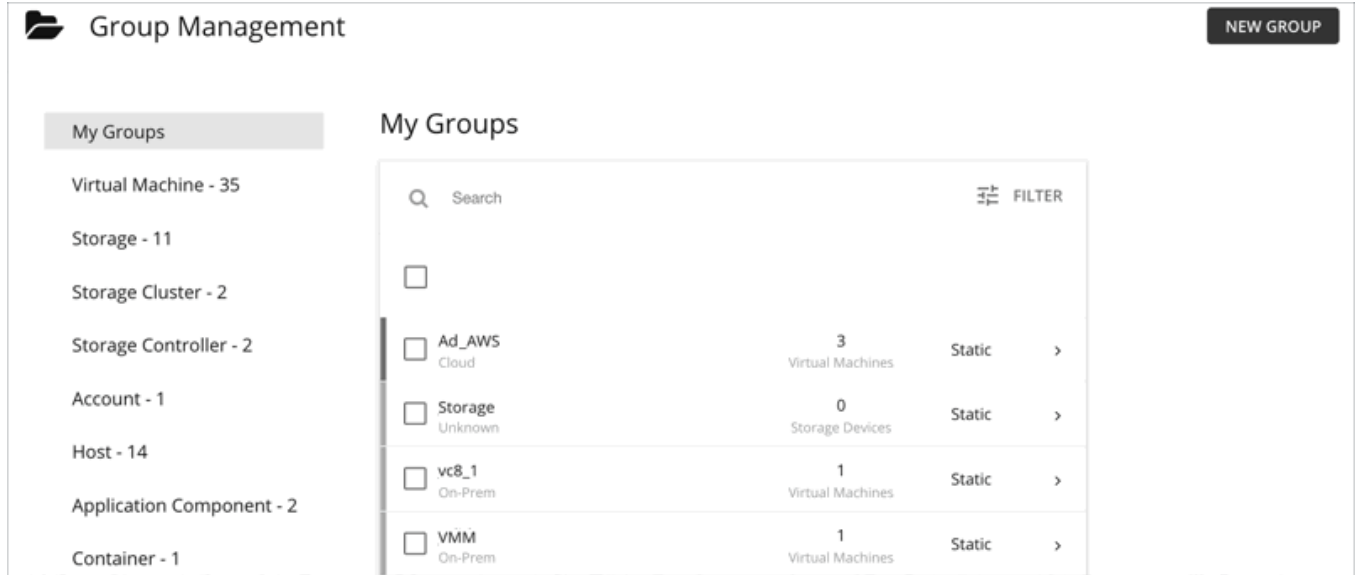 Group Management
NEW GROUP
My Groups
Virtual Machine - 35
Storage - 11
Storage Cluster - 2
Storage Controller - 2
Account - 1
Host - 14
Application Component - 2
Container - 1
My Groups
Search
FILTER
Ad_AWS
Cloud
3
Virtual Machines
Static
Storage
Unknown
0
Storage Devices
Static
vc8_1
On-Prem
1
Virtual Machines
Static
VMM
On-Prem
1
Virtual Machines
Static